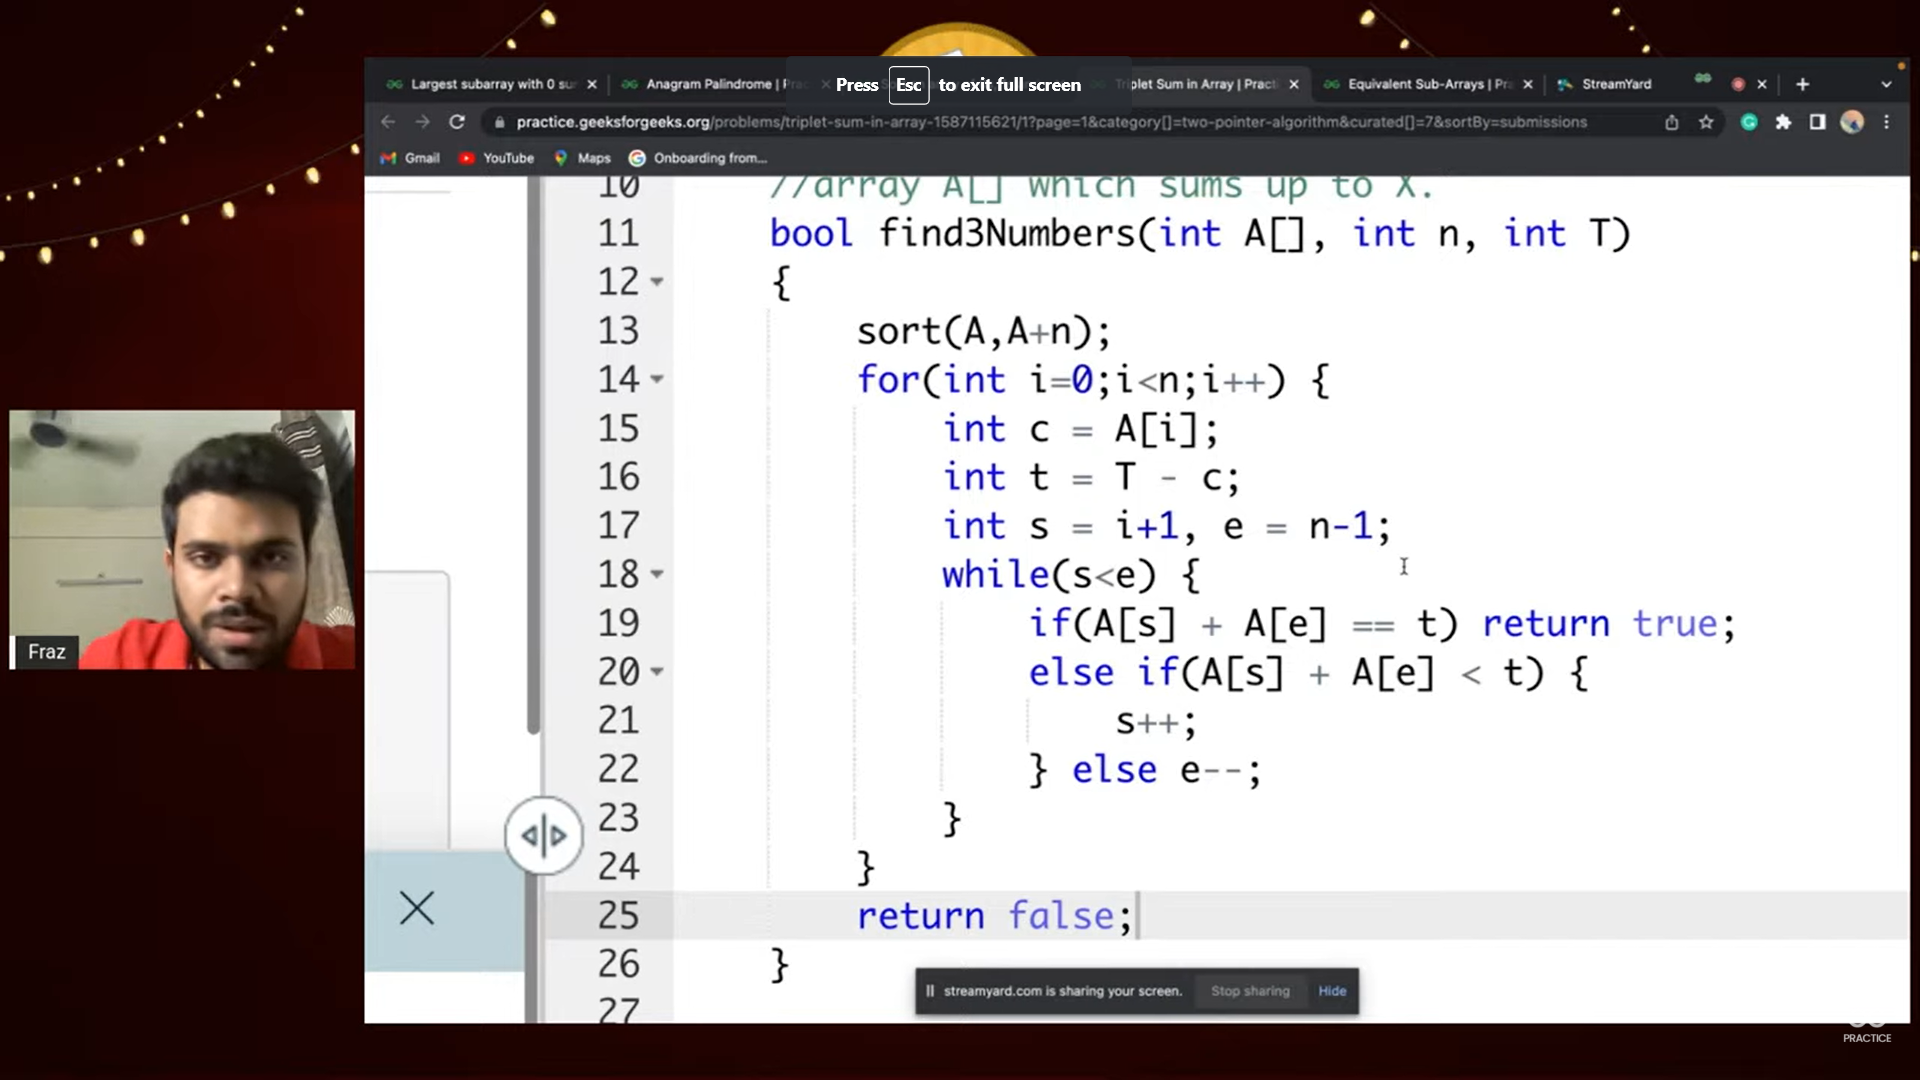 Press Esc to exit full screen
Largest subarray with 0 su
Anagram Palindrome | Pr
Triplet Sum in Array | Practi
Equivalent Sub-Arrays | Pra
StreamYard
practice.geeksforgeeks.org/problems/triplet-sum-in-array-1587115621/1?page=1&category[]=two-pointer-algorithm&curated[]=7&sortBy=submissions
Gmail YouTube Maps Onboarding from...
10 //array A[] which sums up to X.
11 bool find3Numbers(int A[], int n, int T)
12 {
13 sort(A,A+n);
14 for(int i=0;i<n;i++) {
15 int c = A[i];
16 int t = T - c;
17 int s = i+1, e = n-1;
18 while(s<e) {
19 if(A[s] + A[e] == t) return true;
20 else if(A[s] + A[e] < t) {
21 s++;
22 } else e--;
23 }
24 }
25 return false;
26 }
27
Fraz
streamyard.com is sharing your screen. Stop sharing Hide
PRACTICE